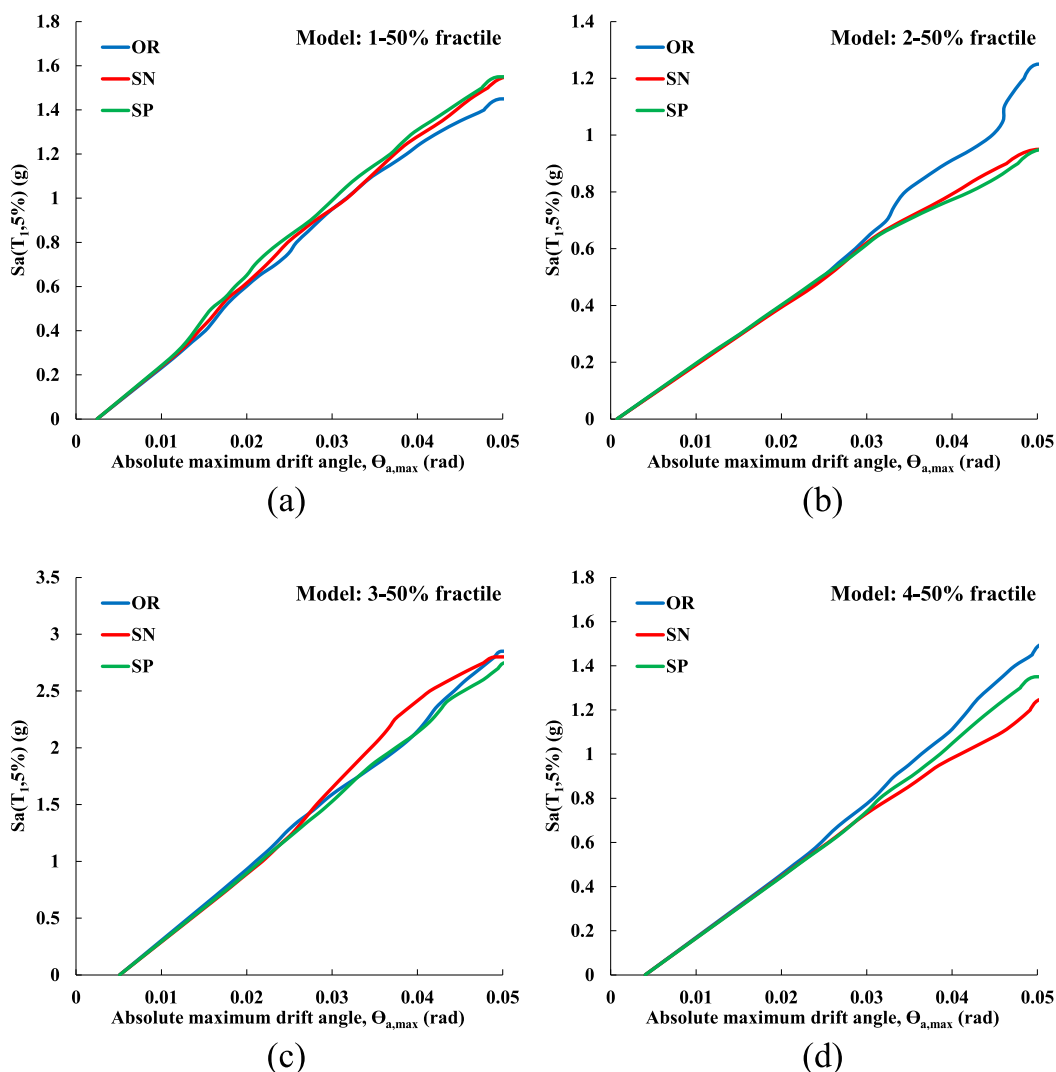 1.8
1.6
1.4
1.2
1
0.8
0.6
0.4
0.2
0
Sa(T1,5%) (g)
OR
SN
SP
Model: 1-50% fractile
0 0.01 0.02 0.03 0.04 0.05
Absolute maximum drift angle, Θa,max (rad)
(a)
1.4
1.2
1
0.8
0.6
0.4
0.2
0
Sa(T1,5%) (g)
OR
SN
SP
Model: 2-50% fractile
0 0.01 0.02 0.03 0.04 0.05
Absolute maximum drift angle, Θa,max (rad)
(b)
3.5
3
2.5
2
1.5
1
0.5
0
Sa(T1,5%) (g)
OR
SN
SP
Model: 3-50% fractile
0 0.01 0.02 0.03 0.04 0.05
Absolute maximum drift angle, Θa,max (rad)
(c)
1.8
1.6
1.4
1.2
1
0.8
0.6
0.4
0.2
0
Sa(T1,5%) (g)
OR
SN
SP
Model: 4-50% fractile
0 0.01 0.02 0.03 0.04 0.05
Absolute maximum drift angle, Θa,max (rad)
(d)